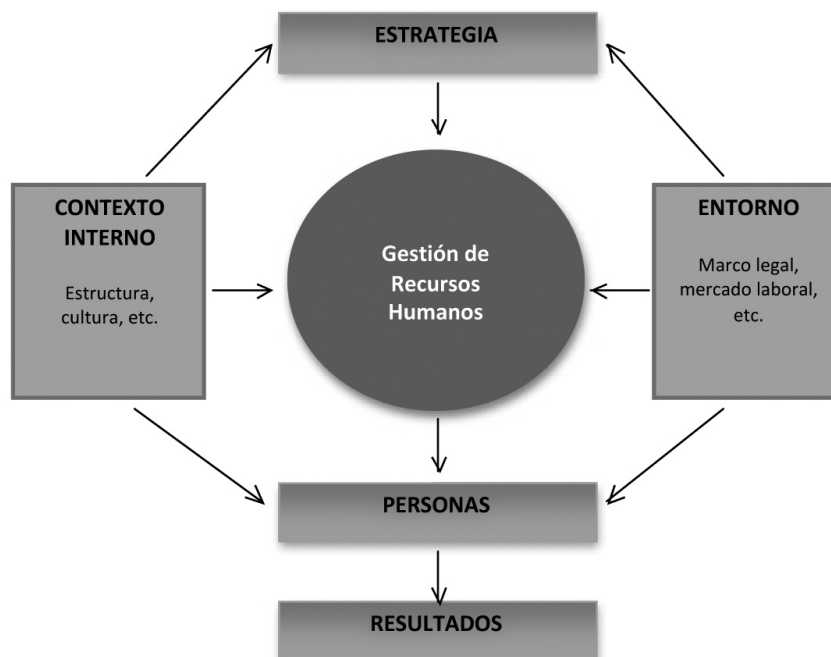 ESTRATEGIA
CONTEXTO
INTERNO
Estructura,
cultura, etc.
Gestión de
Recursos
Humanos
ENTORNO
Marco legal,
mercado laboral,
etc.
PERSONAS
RESULTADOS